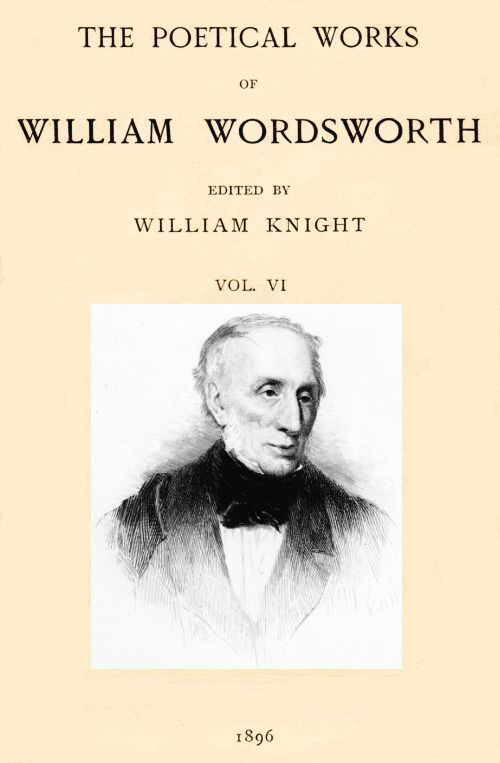 THE POETICAL WORKS
OF
WILLIAM WORDSWORTH
EDITED BY
WILLIAM KNIGHT
VOL. VI
1896